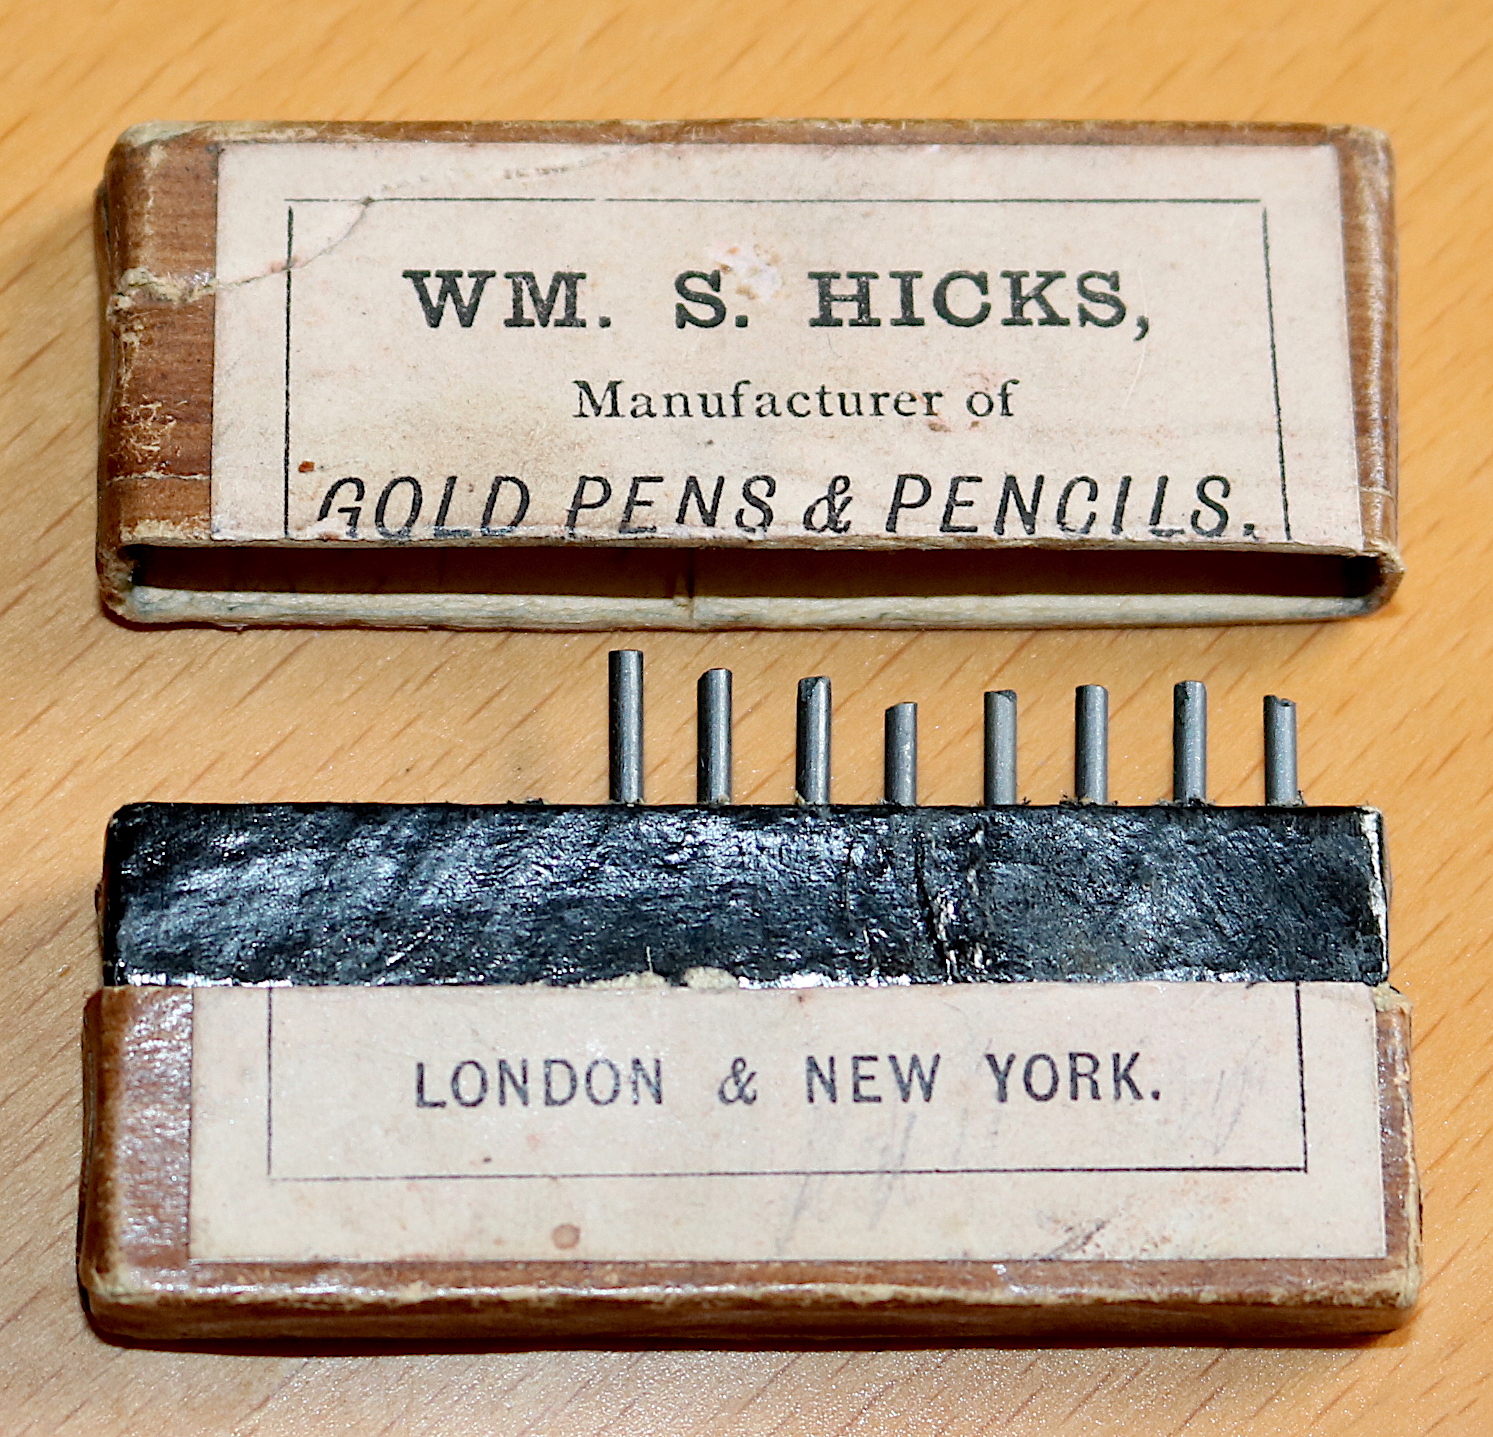 WM. S. HICKS,
Manufacturer of
GOLD PENS & PENCILS.
LONDON & NEW YORK.